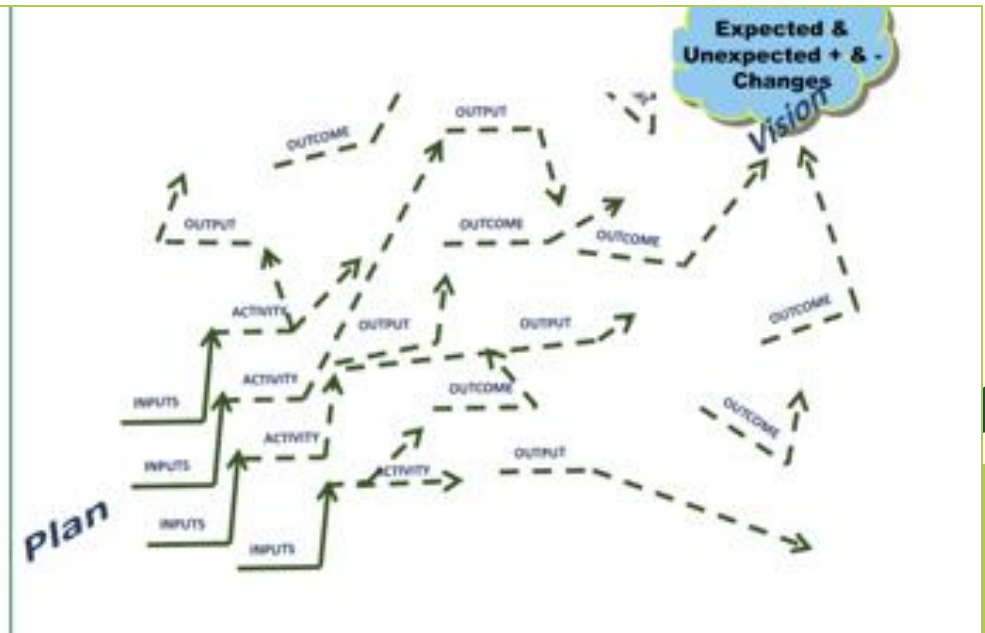 Expected &
Unexpected + & -
Changes
Vision
OUTPUT
OUTCOME
OUTPUT
OUTCOME
OUTCOME
ACTIVITY
OUTPUT
OUTPUT
OUTCOME
ACTIVITY
OUTCOME
INPUTS
OUTCOME
ACTIVITY
OUTPUT
INPUTS
ACTIVITY
Plan
INPUTS
INPUTS